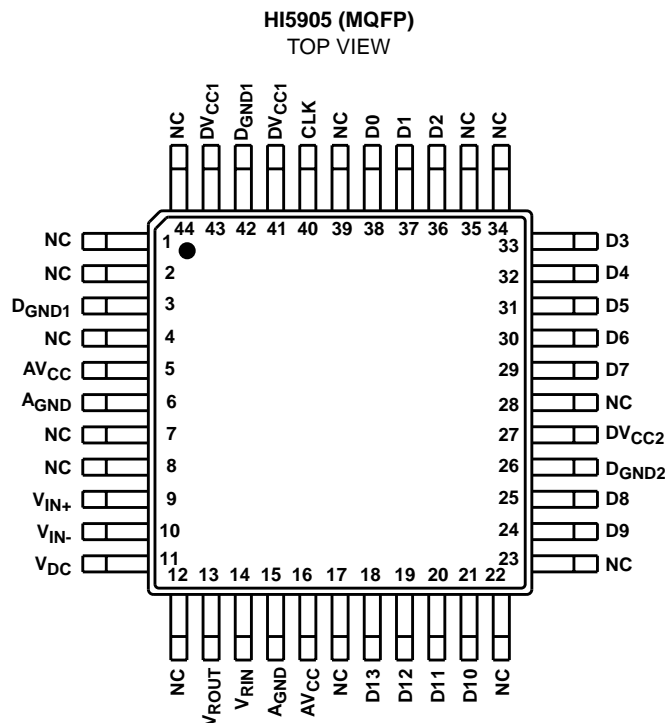 HI5905 (MQFP)
TOP VIEW
NC DVCC1 DGND1 DVCC1 CLK NC D0 D1 D2 NC NC
44 43 42 41 40 39 38 37 36 35 34
NC 1 33 D3
NC 2 32 D4
DGND1 3 31 D5
NC 4 30 D6
AVCC 5 29 D7
AGND 6 28 NC
NC 7 27 DVCC2
NC 8 26 DGND2
VIN+ 9 25 D8
VIN- 10 24 D9
VDC 11 23 NC
12 13 14 15 16 17 18 19 20 21 22
NC VROUT VRIN AGND AVCC NC D13 D12 D11 D10 NC